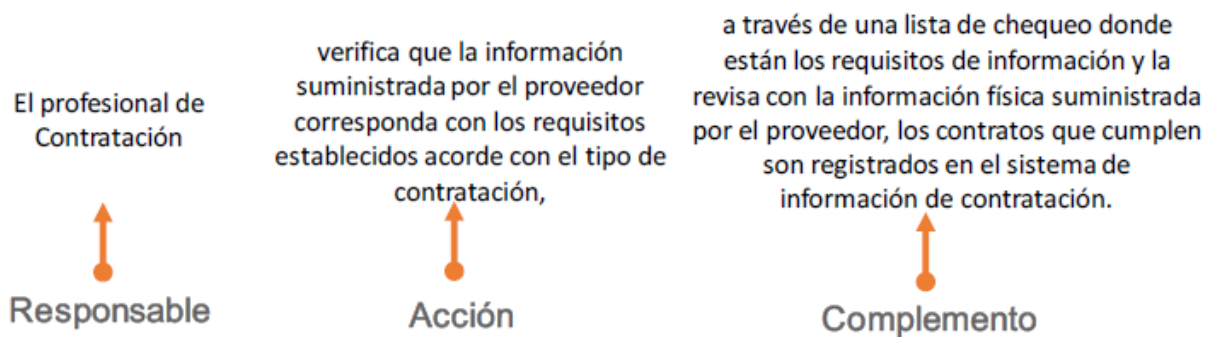 El profesional de
Contratación
verifica que la información
suministrada por el proveedor
corresponda con los requisitos
establecidos acorde con el tipo de
contratación,
a través de una lista de chequeo donde
están los requisitos de información y la
revisa con la información física suministrada
por el proveedor, los contratos que cumplen
son registrados en el sistema de
información de contratación.
Responsable
Acción
Complemento